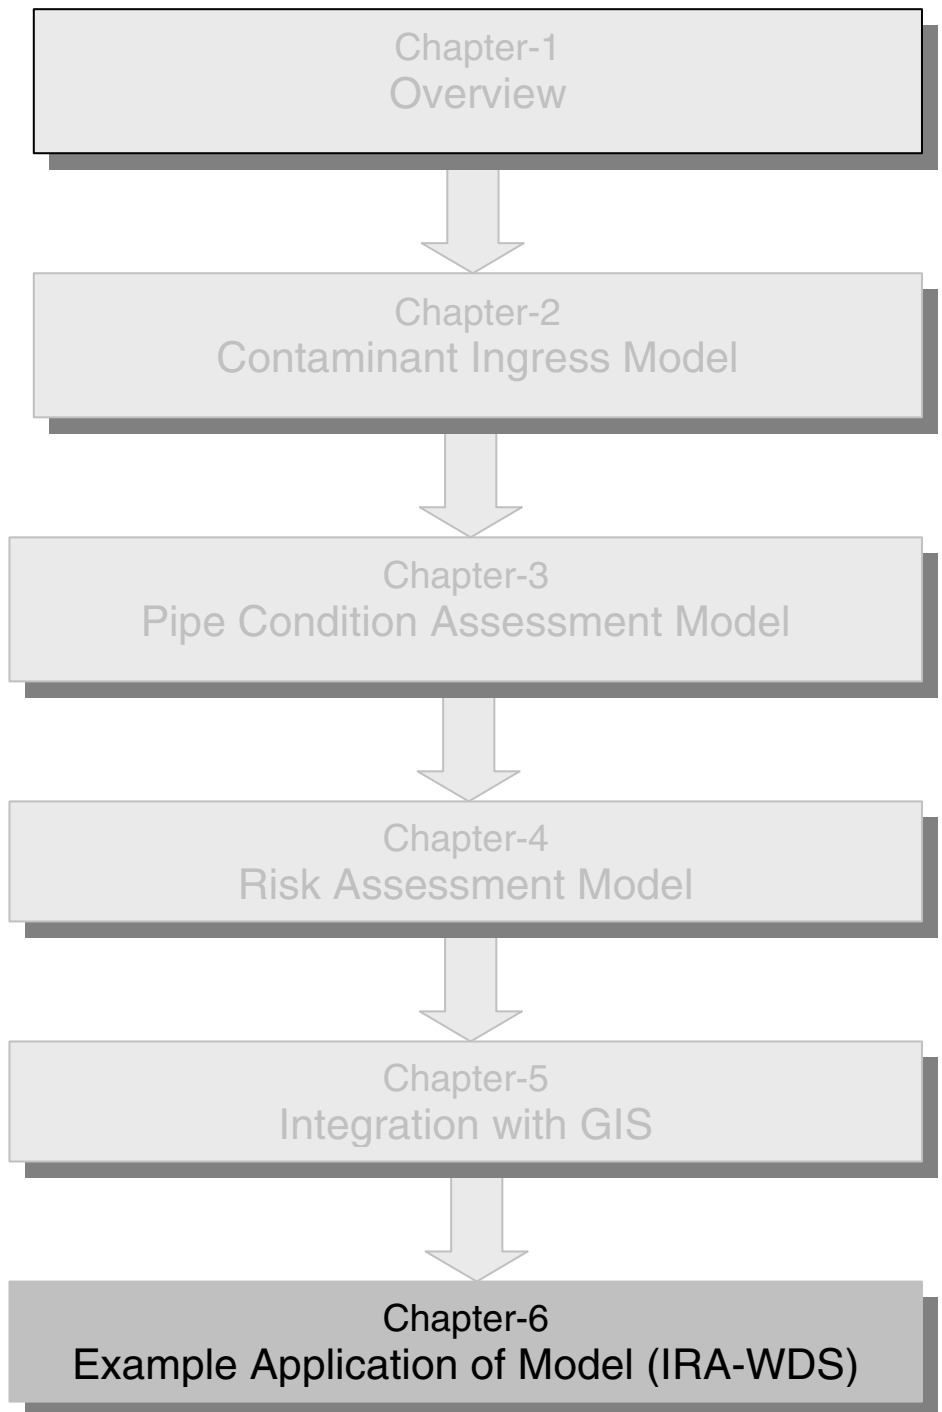 Chapter-1
Overview
Chapter-2
Contaminant Ingress Model
Chapter-3
Pipe Condition Assessment Model
Chapter-4
Risk Assessment Model
Chapter-5
Integration with GIS
Chapter-6
Example Application of Model (IRA-WDS)